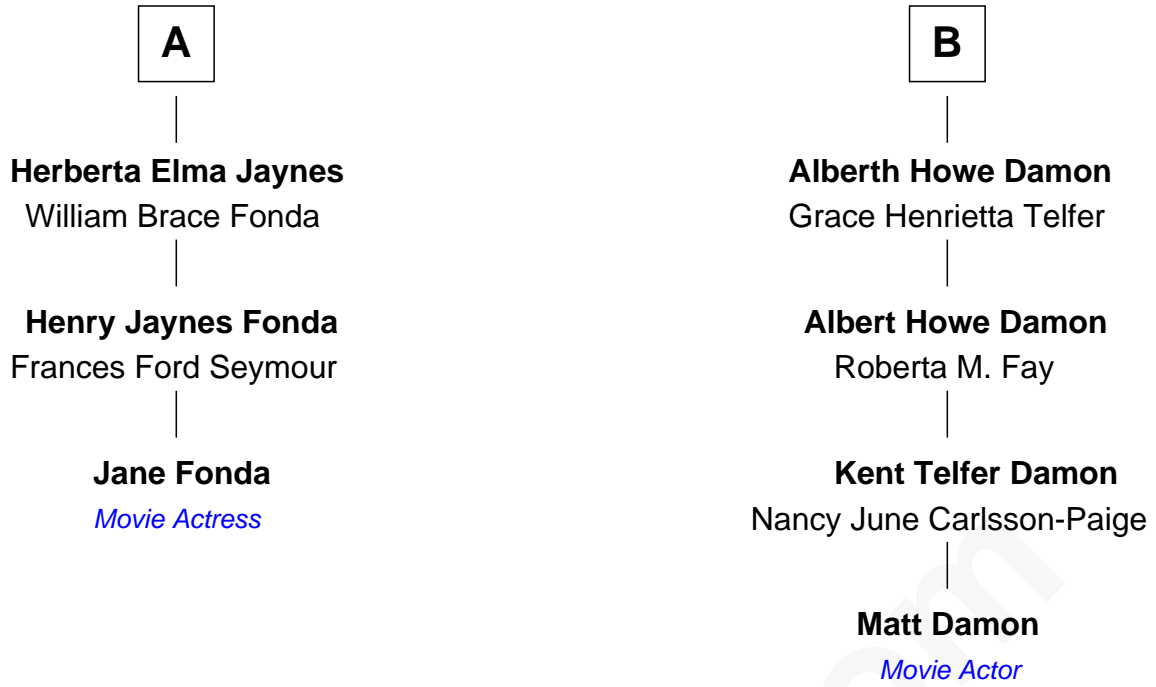 A
Herberta Elma Jaynes
William Brace Fonda
Henry Jaynes Fonda
Frances Ford Seymour
Jane Fonda
Movie Actress
B
Alberth Howe Damon
Grace Henrietta Telfer
Albert Howe Damon
Roberta M. Fay
Kent Telfer Damon
Nancy June Carlsson-Paige
Matt Damon
Movie Actor